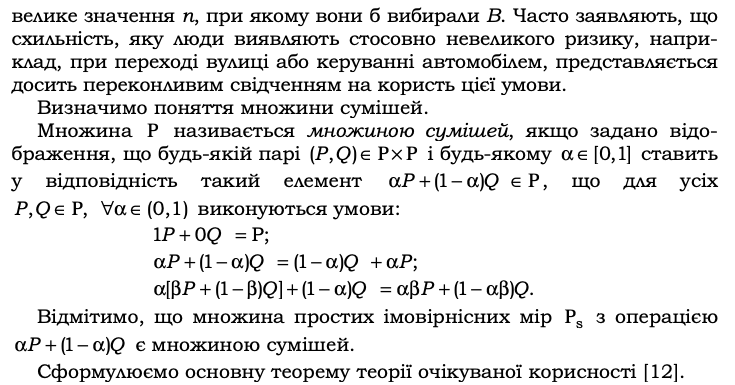 велике значення n, при якому вони б вибирали B. Часто заявляють, що
схильність, яку люди виявляють стосовно невеликого ризику, напри-
клад, при переході вулиці або керуванні автомобілем, представляється
досить переконливим свідченням на користь цієї умови.
Визначимо поняття множини сумішей.
Множина P називається множиною сумішей, якщо задано відо-
браження, що будь-якій парі (P,Q)∈ P×P і будь-якому α∈[0,1] ставить
у відповідність такий елемент αP+(1−α)Q ∈P, що для усіх
P,Q∈ P, ∀α∈ (0,1) виконуються умови:
1P+0Q = P;
αP+(1−α)Q =(1−α)Q +αP;
α[βP+(1−β)Q]+(1−α)Q =αβP+(1−αβ)Q.
Відмітимо, що множина простих імовірнісних мір Pₛ з операцією
αP+(1−α)Q є множиною сумішей.
Сформулюємо основну теорему теорії очікуваної корисності [12].